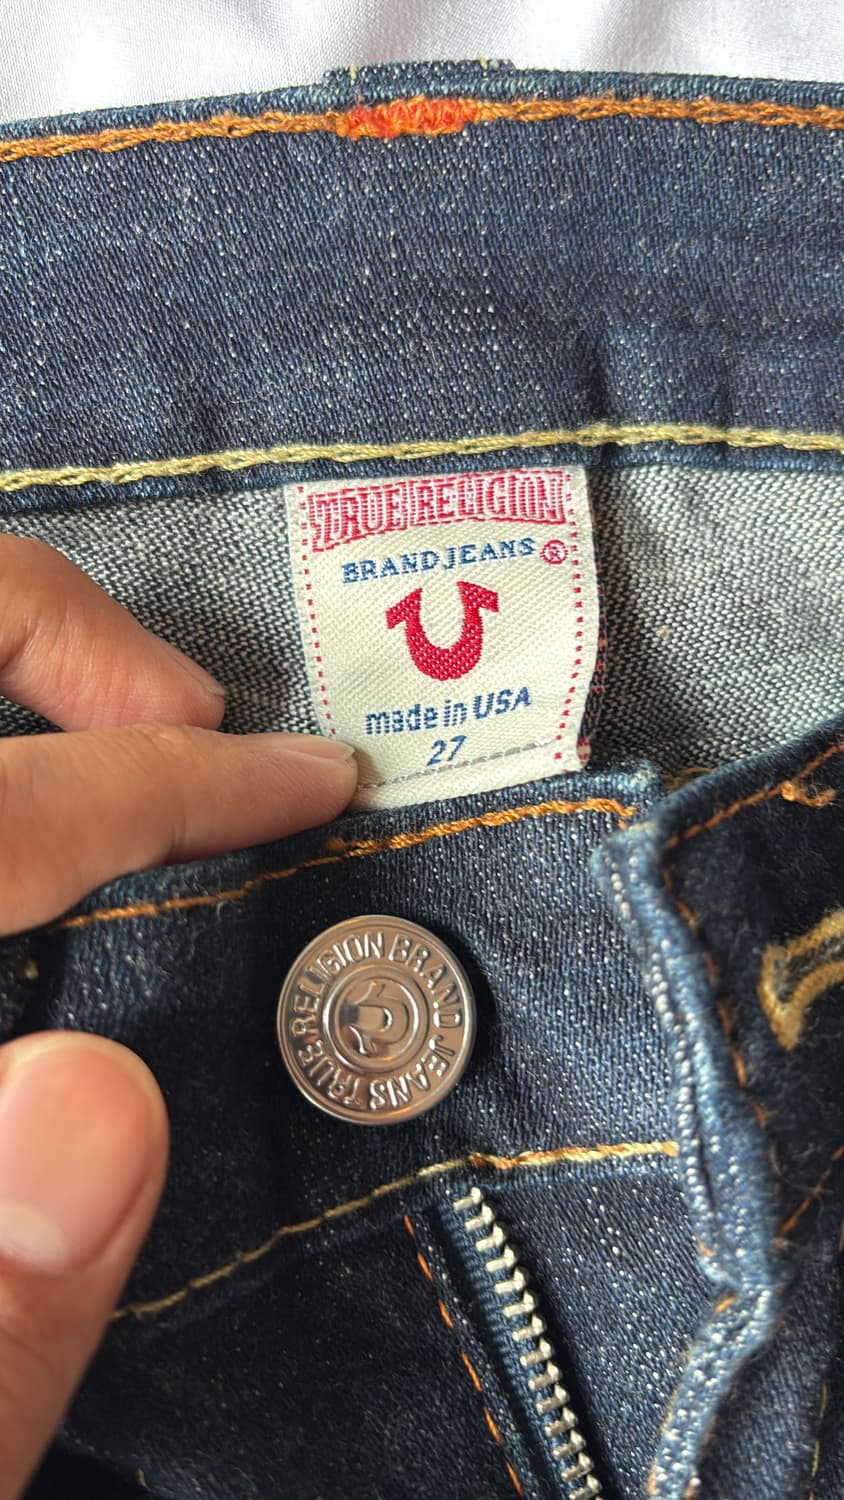 TRUE RELIGION
BRAND JEANS ®
made in USA
27
TRUE RELIGION BRAND JEANS